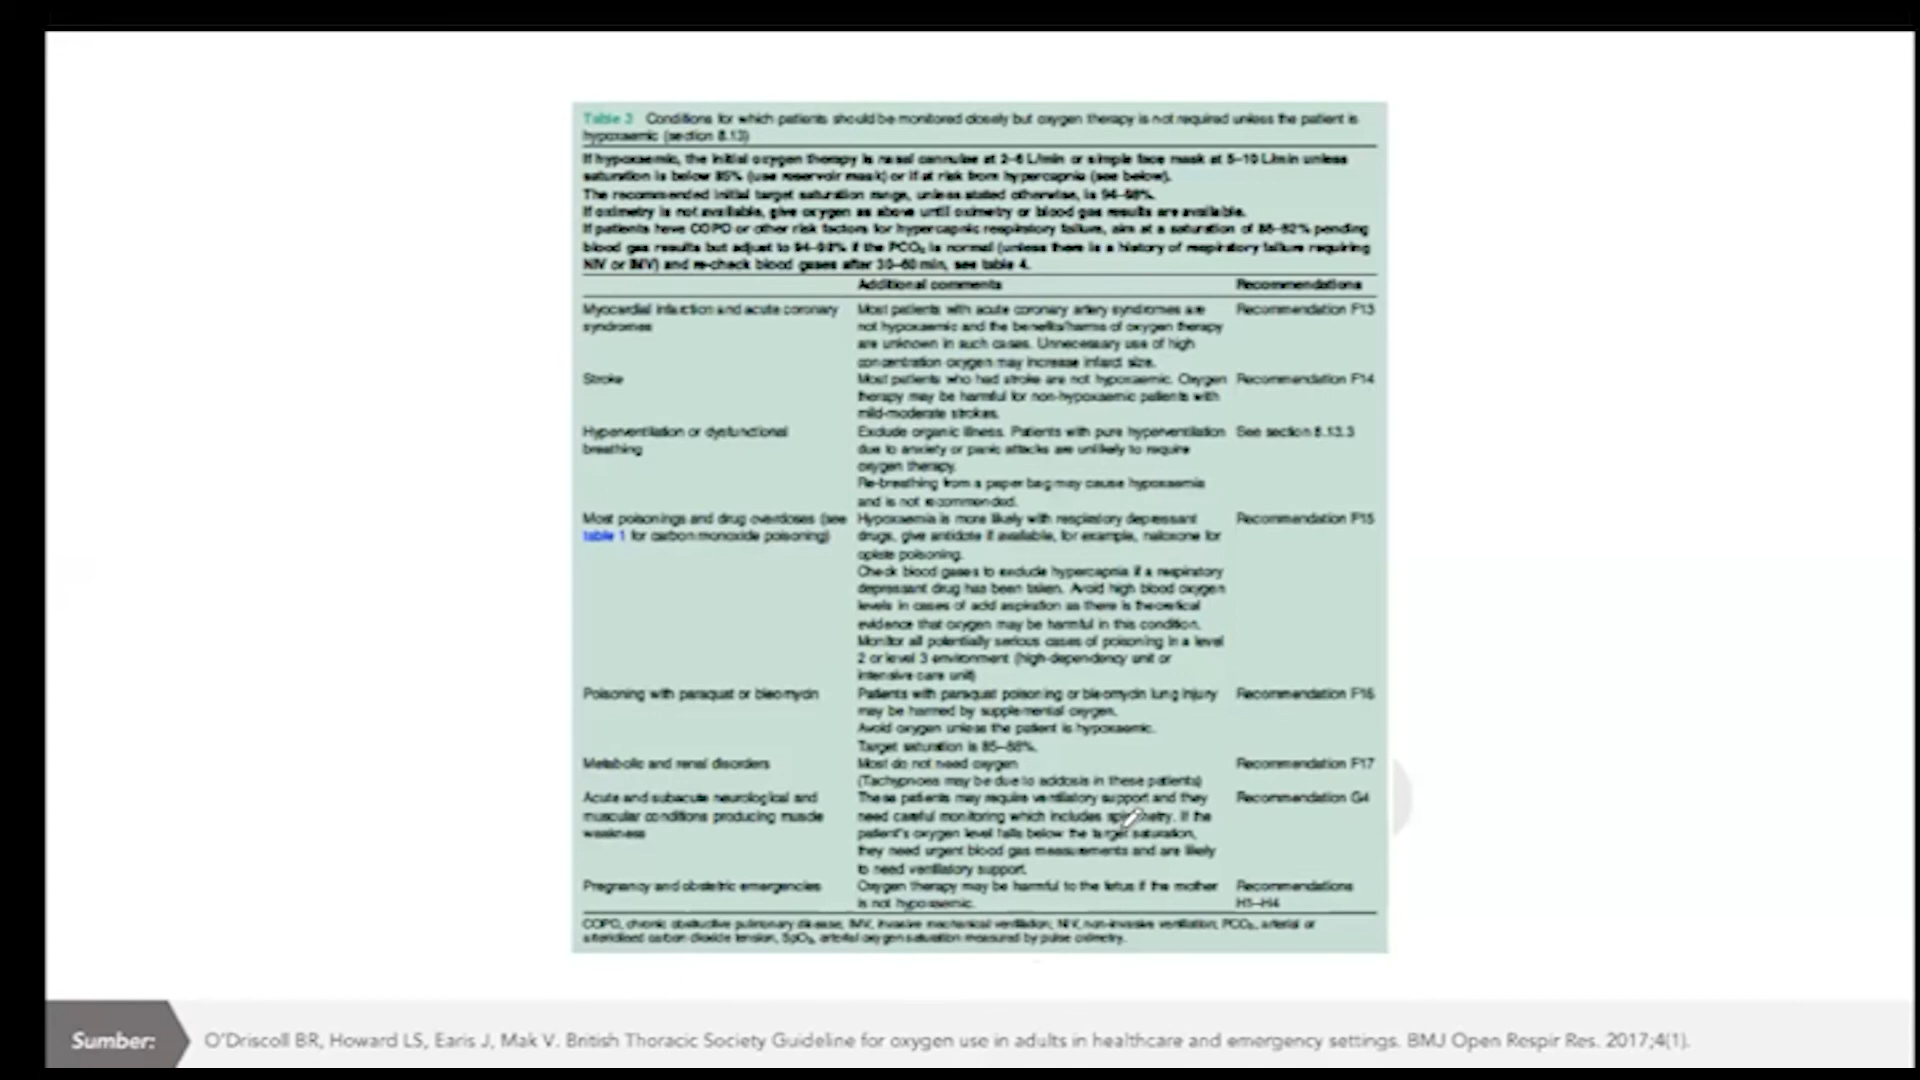 Table 3 Conditions for which patients should be monitored closely but oxygen therapy is not required unless the patient is
hypoxaemic (section 8.13)
If hypoxaemic, the initial oxygen therapy is nasal cannulae at 2–6 L/min or simple face mask at 5–10 L/min unless
saturation is below 85% (use reservoir mask) or if at risk from hypercapnia (see below).
The recommended initial target saturation range, unless stated otherwise, is 94–98%.
If oximetry is not available, give oxygen as above until oximetry or blood gas results are available.
If patients have COPD or other risk factors for hypercapnic respiratory failure, aim at a saturation of 88–92% pending
blood gas results but adjust to 94–98% if the PCO₂ is normal (unless there is a history of respiratory failure requiring
NIV or IMV) and re-check blood gases after 30–60 min, see table 4.
Additional comments Recommendations
Myocardial infarction and acute coronary
syndromes
Most patients with acute coronary artery syndromes are
not hypoxaemic and the benefits/harms of oxygen therapy
are unknown in such cases. Unnecessary use of high
concentration oxygen may increase infarct size.
Recommendation F13
Stroke
Most patients who had stroke are not hypoxaemic. Oxygen
therapy may be harmful for non-hypoxaemic patients with
mild-moderate strokes.
Recommendation F14
Hyperventilation or dysfunctional
breathing
Exclude organic illness. Patients with pure hyperventilation
due to anxiety or panic attacks are unlikely to require
oxygen therapy.
Re-breathing from a paper bag may cause hypoxaemia
and is not recommended.
See section 8.13.3
Most poisonings and drug overdoses (see
table 1 for carbon monoxide poisoning)
Hypoxaemia is more likely with respiratory depressant
drugs, give antidote if available, for example, naloxone for
opiate poisoning.
Check blood gases to exclude hypercapnia if a respiratory
depressant drug has been taken. Avoid high blood oxygen
levels in cases of acid aspiration as there is theoretical
evidence that oxygen may be harmful in this condition.
Monitor all potentially serious cases of poisoning in a level
2 or level 3 environment (high-dependency unit or
intensive care unit)
Recommendation F15
Poisoning with paraquat or bleomycin
Patients with paraquat poisoning or bleomycin lung injury
may be harmed by supplemental oxygen.
Avoid oxygen unless the patient is hypoxaemic.
Target saturation is 85–88%.
Recommendation F16
Metabolic and renal disorders
Most do not need oxygen
(Tachypnoea may be due to acidosis in these patients)
Recommendation F17
Acute and subacute neurological and
muscular conditions producing muscle
weakness
These patients may require ventilatory support and they
need careful monitoring which includes spirometry. If the
patient's oxygen level falls below the target saturation,
they need urgent blood gas measurements and are likely
to need ventilatory support.
Recommendation G4
Pregnancy and obstetric emergencies
Oxygen therapy may be harmful to the fetus if the mother
is not hypoxaemic.
Recommendations
H1–H4
COPD, chronic obstructive pulmonary disease; IMV, invasive mechanical ventilation; NIV, non-invasive ventilation; PCO₂, arterial or
arterialised carbon dioxide tension; SpO₂, arterial oxygen saturation measured by pulse oximetry.
Sumber: O'Driscoll BR, Howard LS, Earis J, Mak V. British Thoracic Society Guideline for oxygen use in adults in healthcare and emergency settings. BMJ Open Respir Res. 2017;4(1).